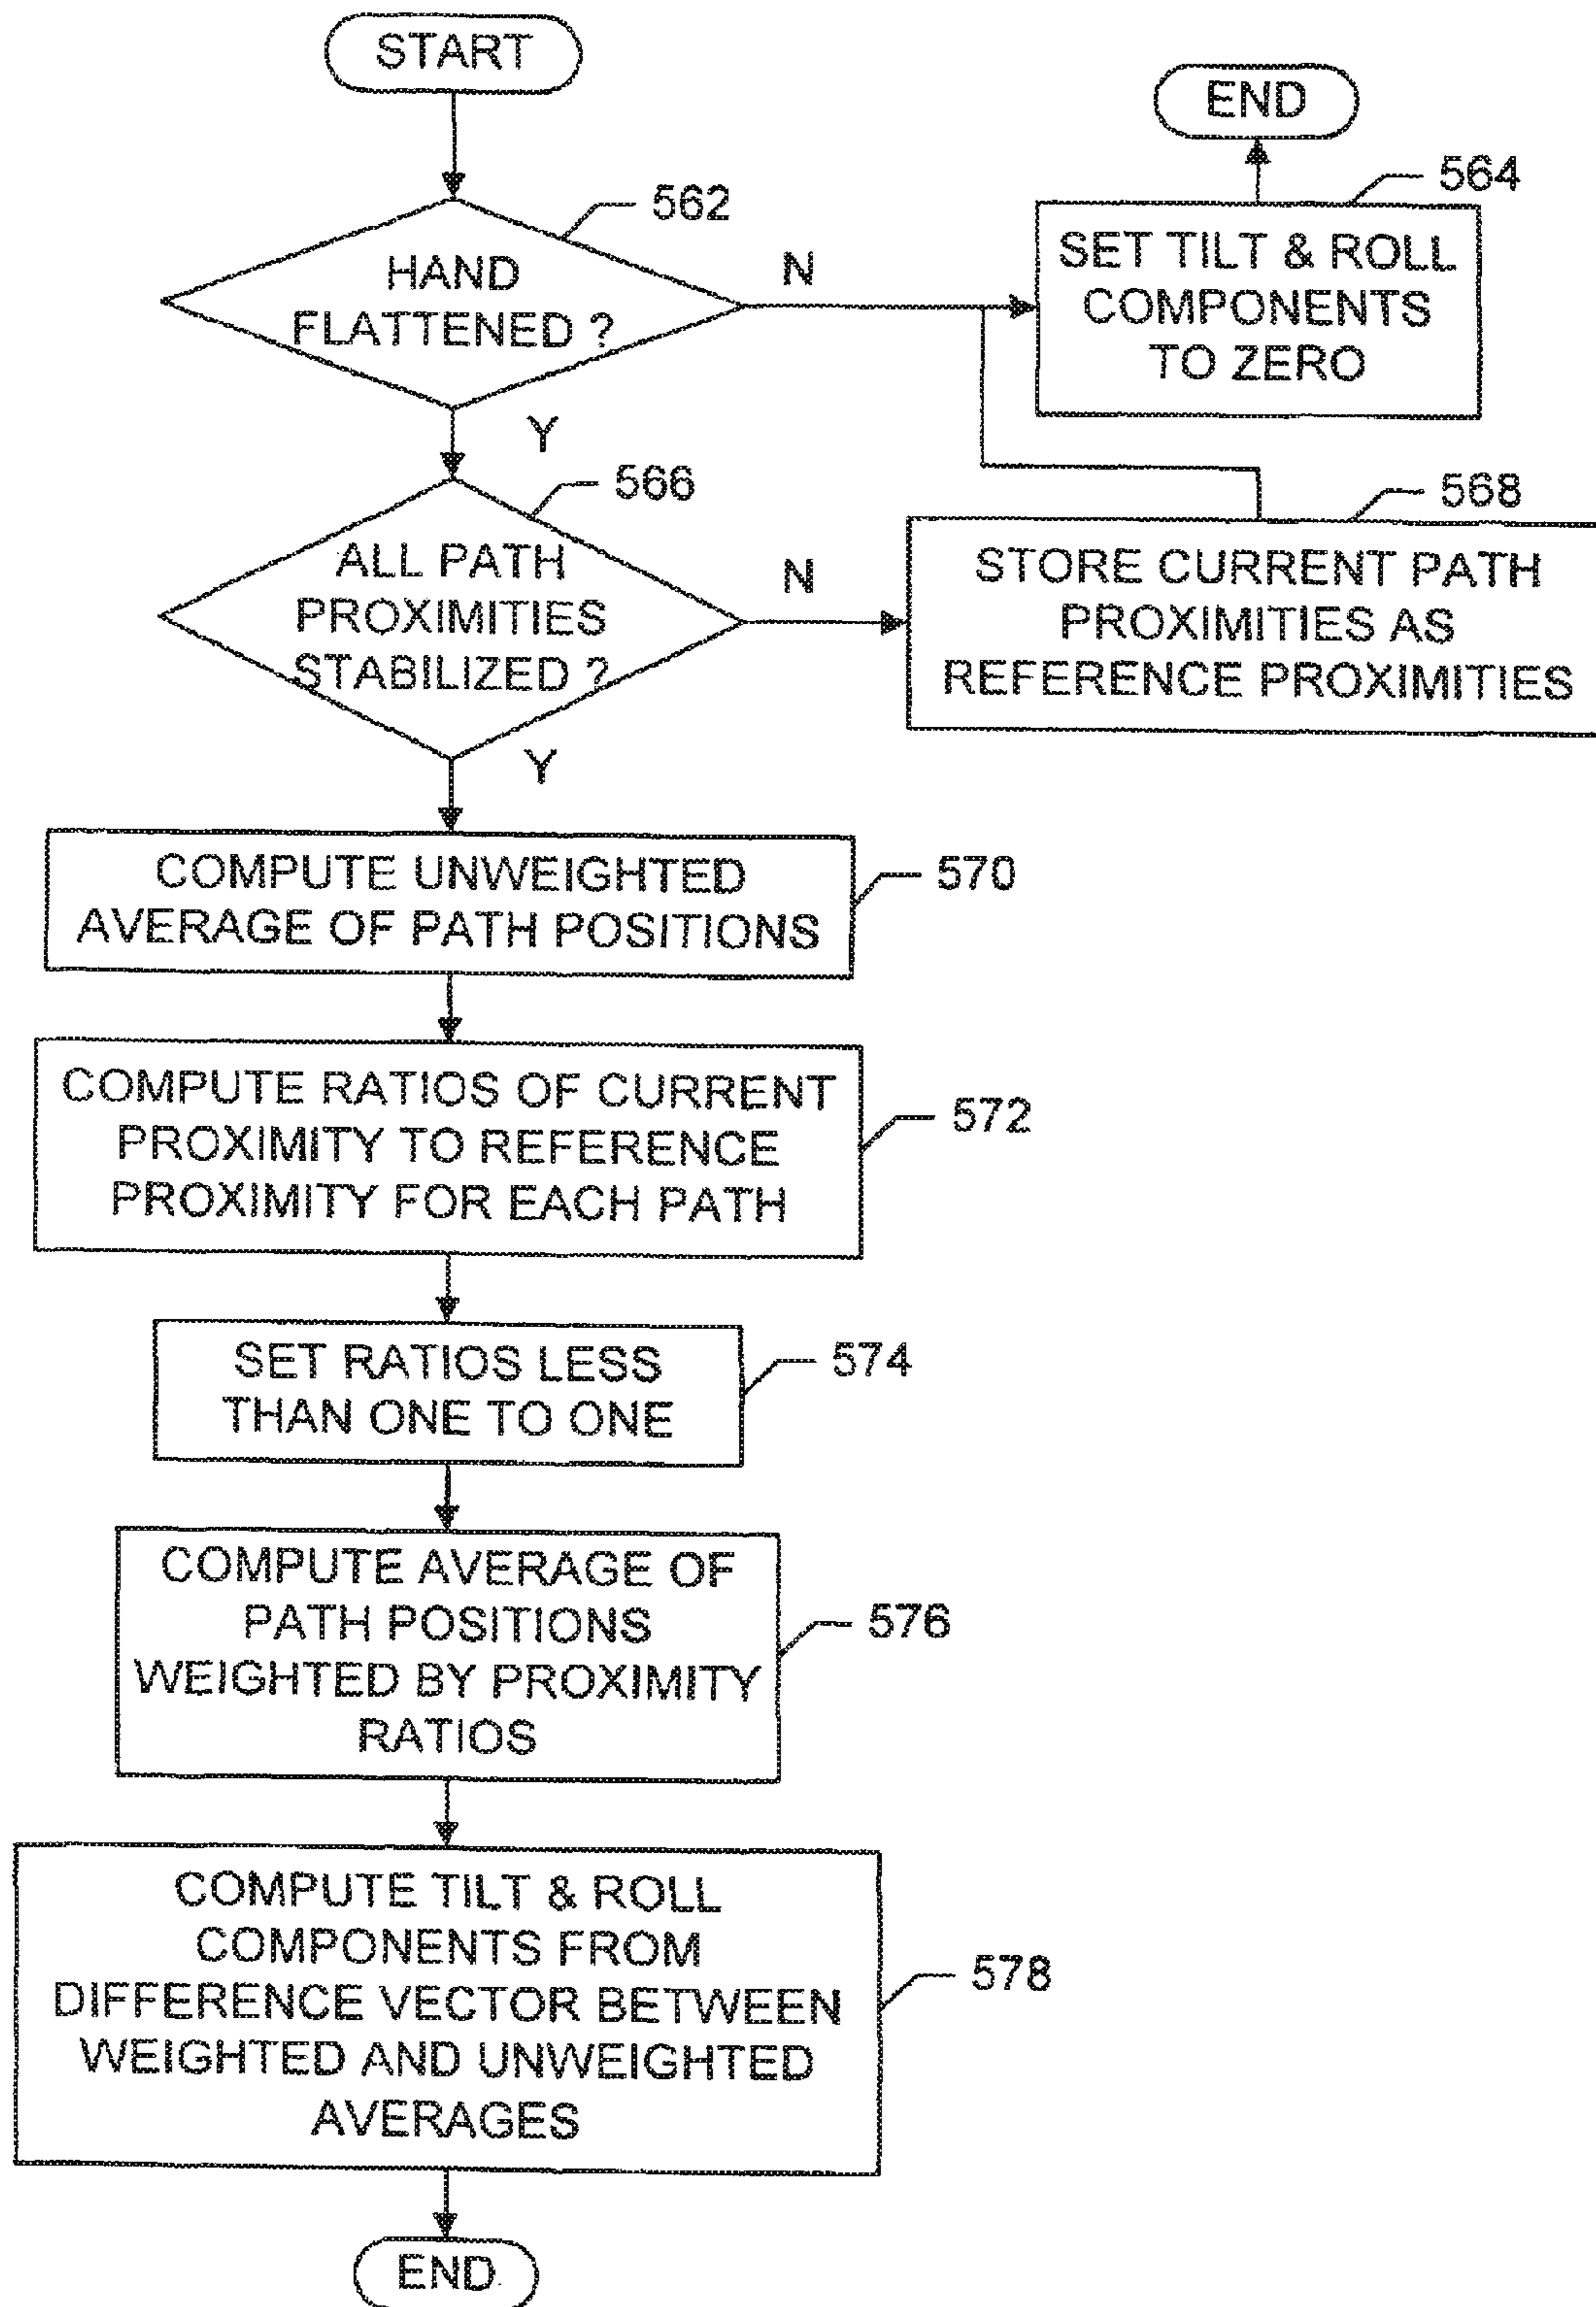 START
END
562
564
HAND
FLATTENED ?
N
SET TILT & ROLL
COMPONENTS
TO ZERO
Y
566
568
ALL PATH
PROXIMITIES
STABILIZED ?
N
STORE CURRENT PATH
PROXIMITIES AS
REFERENCE PROXIMITIES
Y
COMPUTE UNWEIGHTED
AVERAGE OF PATH POSITIONS
570
COMPUTE RATIOS OF CURRENT
PROXIMITY TO REFERENCE
PROXIMITY FOR EACH PATH
572
SET RATIOS LESS
THAN ONE TO ONE
574
COMPUTE AVERAGE OF
PATH POSITIONS
WEIGHTED BY PROXIMITY
RATIOS
576
COMPUTE TILT & ROLL
COMPONENTS FROM
DIFFERENCE VECTOR BETWEEN
WEIGHTED AND UNWEIGHTED
AVERAGES
578
END